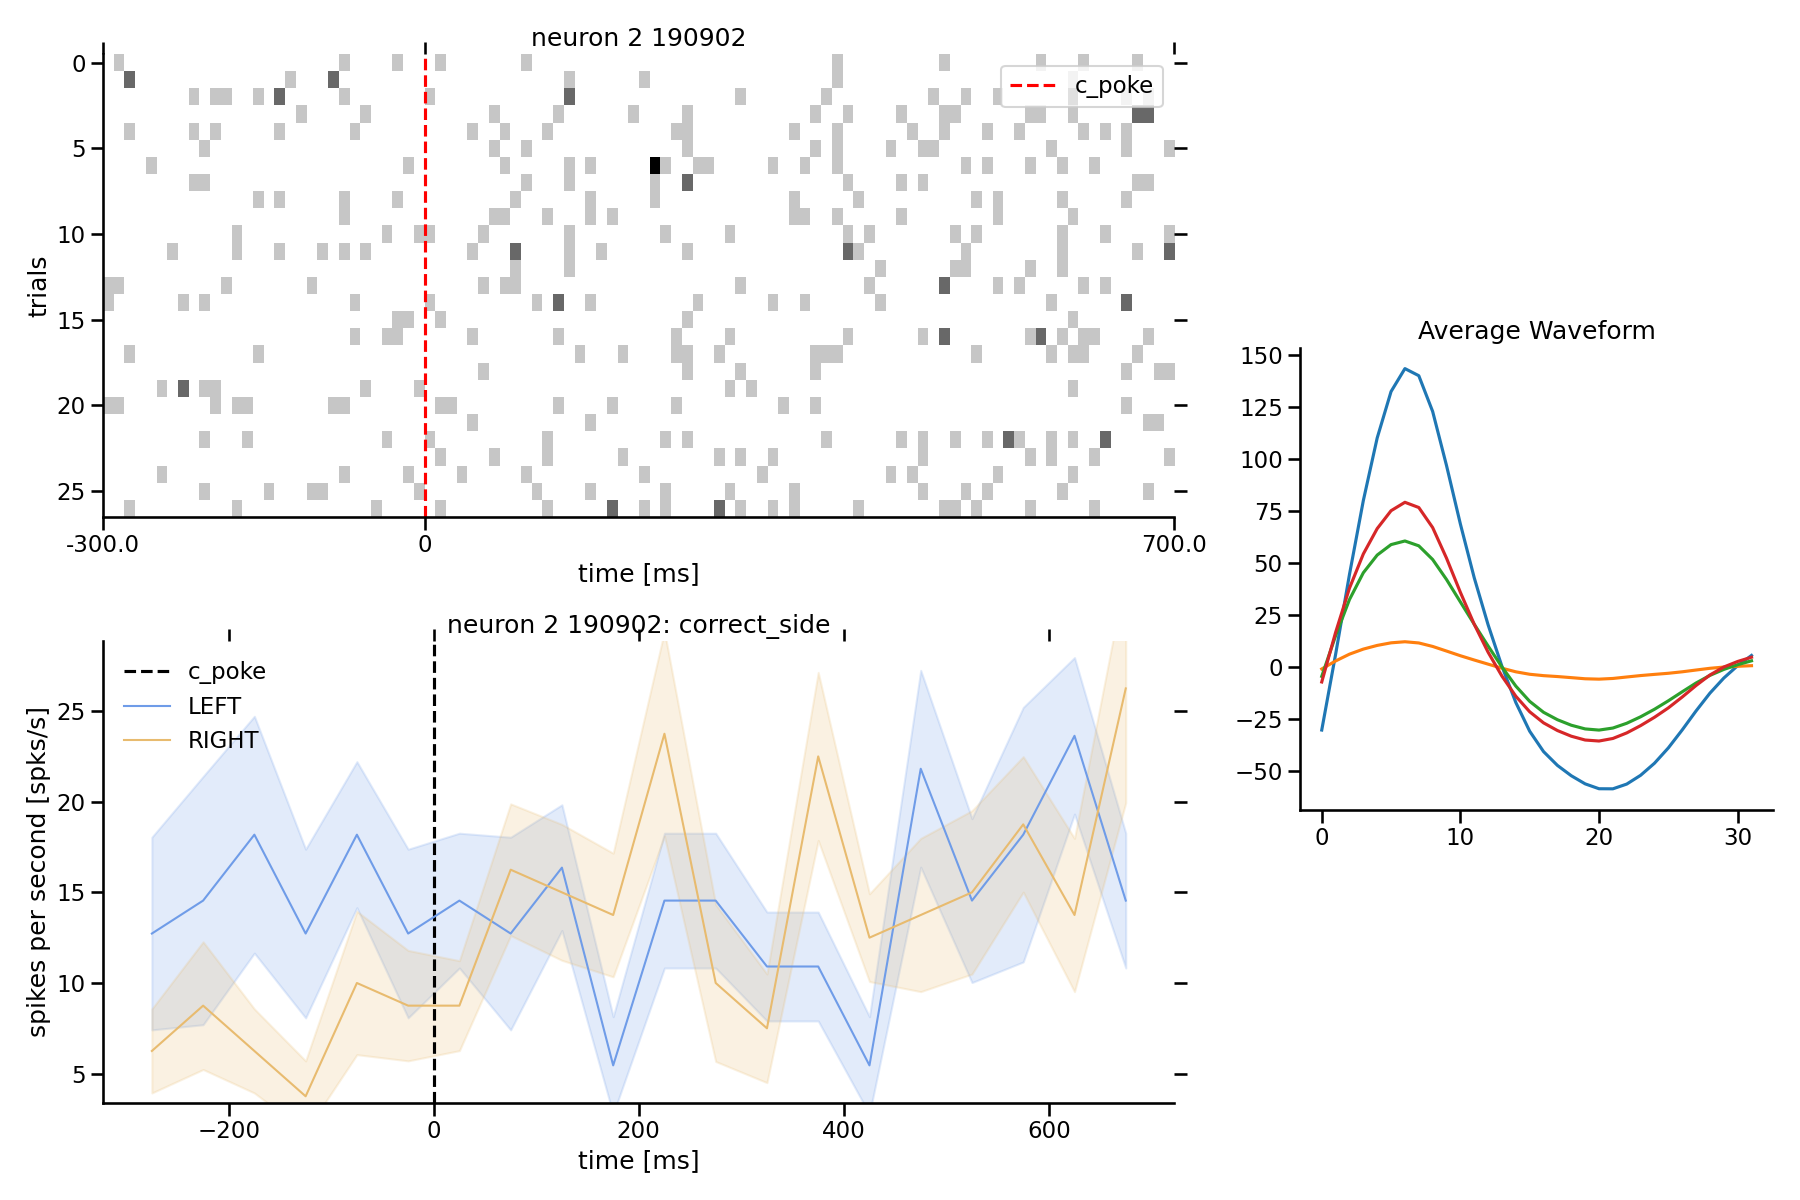 neuron 2 190902
0
5
10
15
20
25
trials
c_poke
-300.0
0
700.0
time [ms]
neuron 2 190902: correct_side
c_poke
LEFT
RIGHT
25
20
15
10
5
spikes per second [spks/s]
−200
0
200
400
600
time [ms]
Average Waveform
150
125
100
75
50
25
0
−25
−50
0
10
20
30